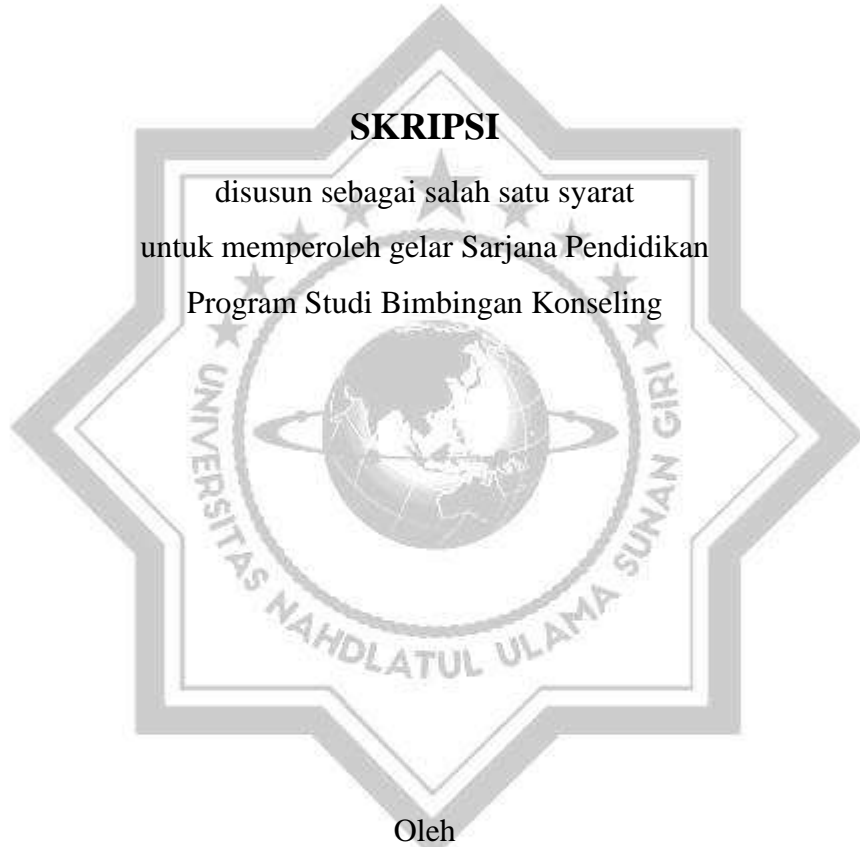 SKRIPSI
disusun sebagai salah satu syarat
untuk memperoleh gelar Sarjana Pendidikan
Program Studi Bimbingan Konseling
UNIVERSITAS NAHDLATUL ULAMA SUNAN GIRI
Oleh